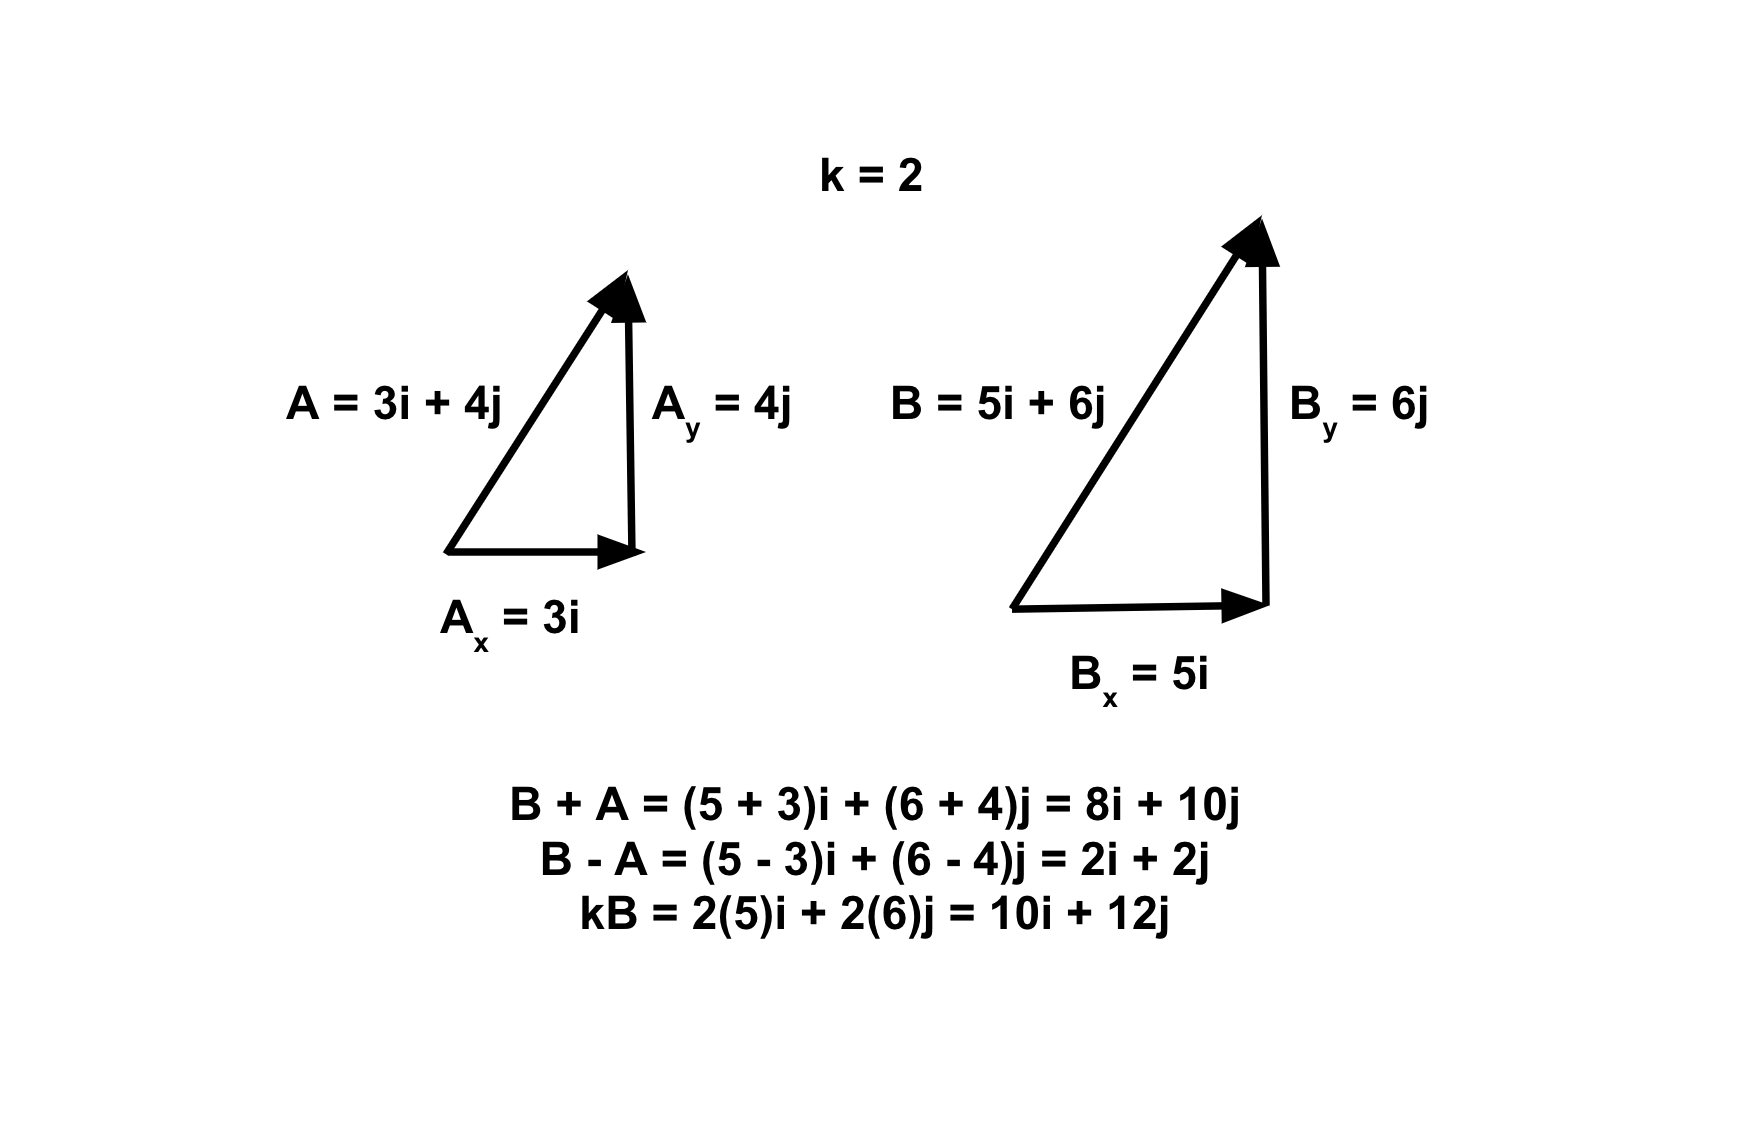 k = 2
A = 3i + 4j
Ay = 4j
B = 5i + 6j
By = 6j
Ax = 3i
Bx = 5i
B + A = (5 + 3)i + (6 + 4)j = 8i + 10j
B - A = (5 - 3)i + (6 - 4)j = 2i + 2j
kB = 2(5)i + 2(6)j = 10i + 12j